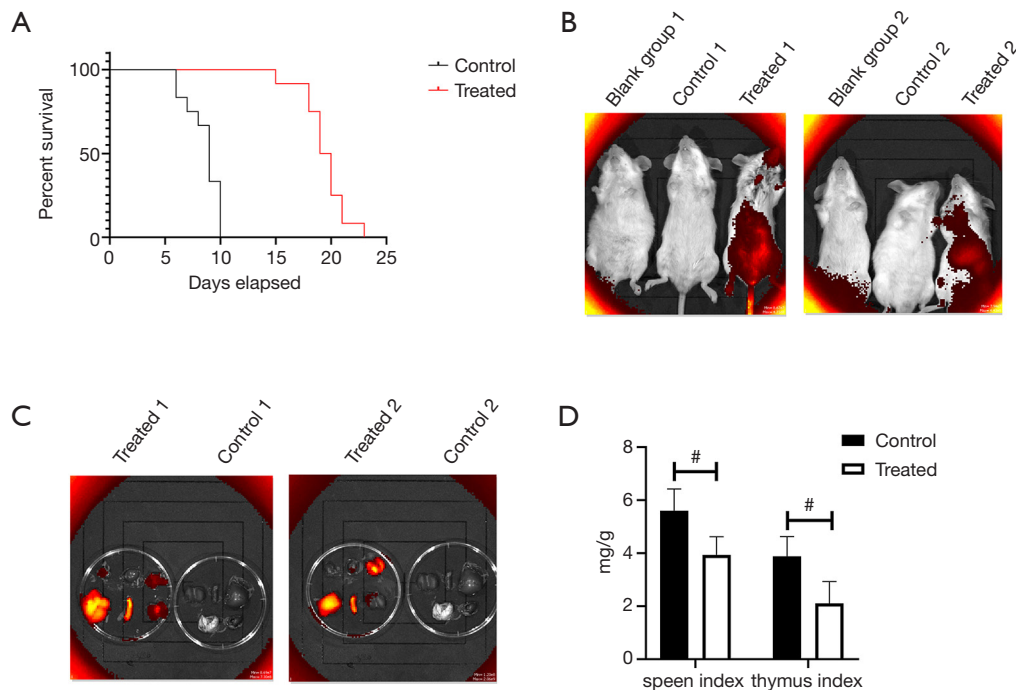 A
Percent survival
100
50
0
0 5 10 15 20 25
Days elapsed
Control
Treated
B
Blank group 1
Control 1
Treated 1
Blank group 2
Control 2
Treated 2
C
Treated 1
Control 1
Treated 2
Control 2
D
mg/g
8
6
4
2
0
# #
speen index thymus index
Control
Treated